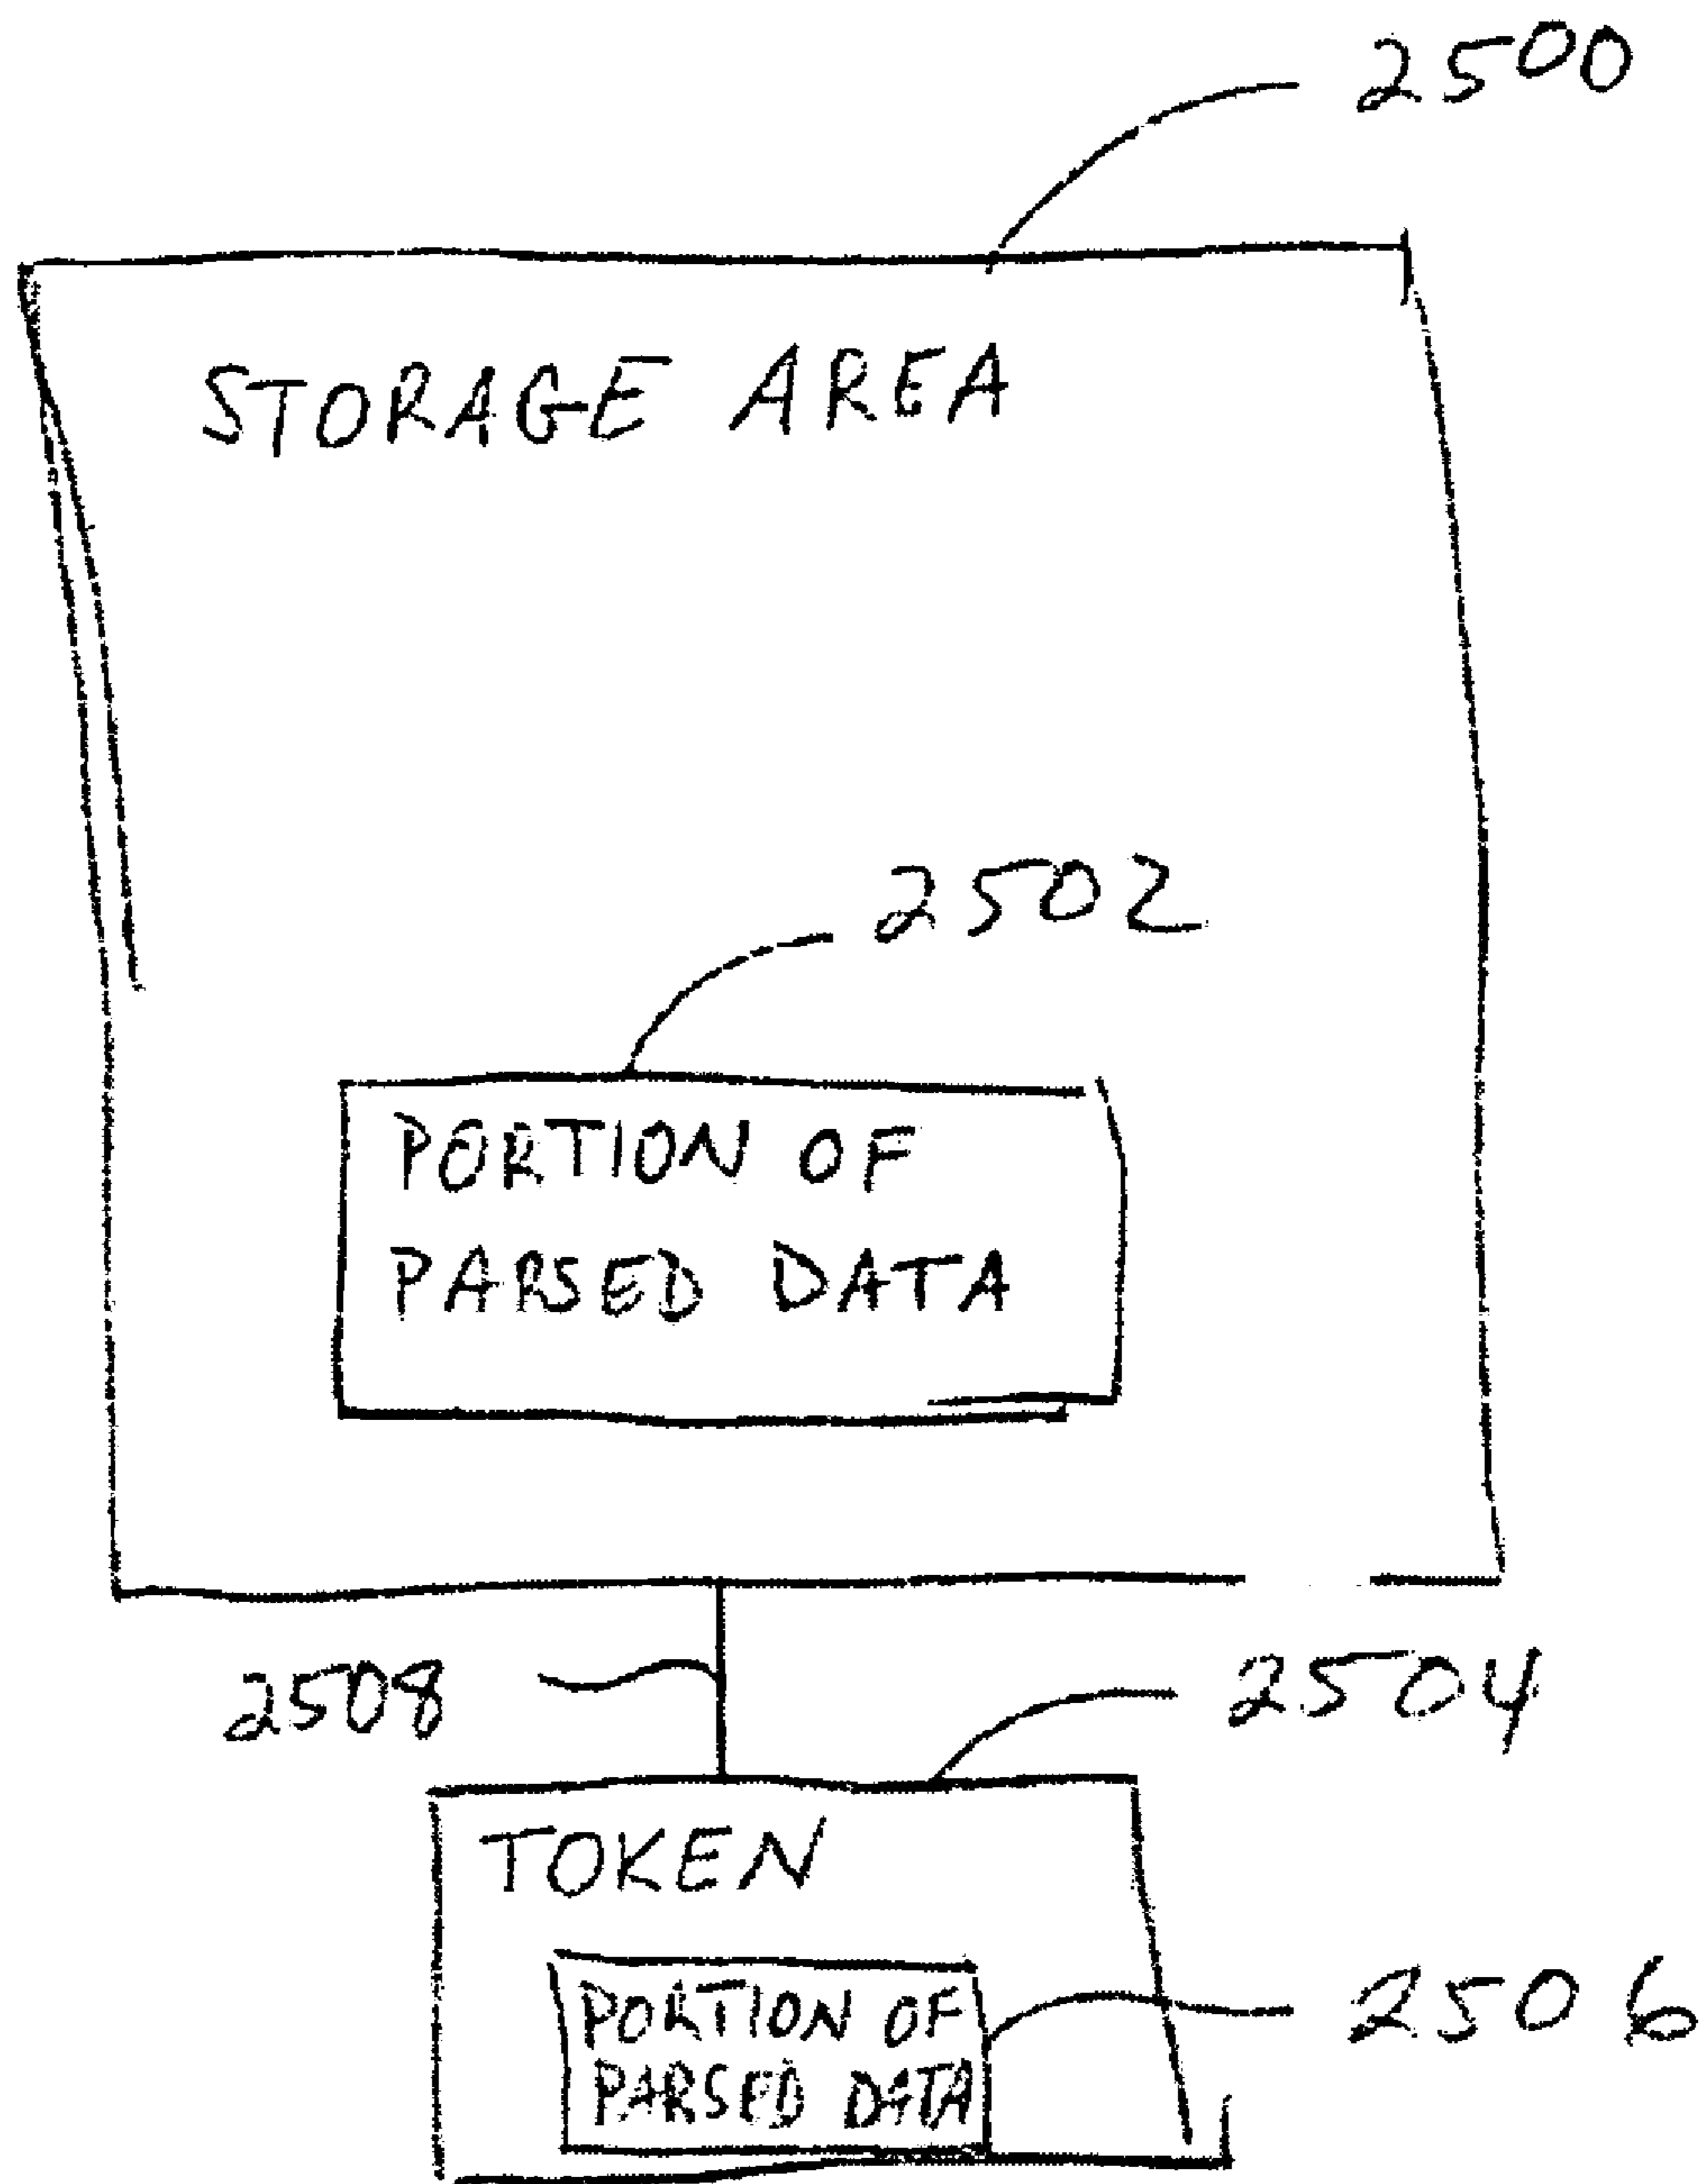 2500
STORAGE AREA
2502
PORTION OF
PARSED DATA
2508
2504
TOKEN
PORTION OF
PARSED DATA
2506